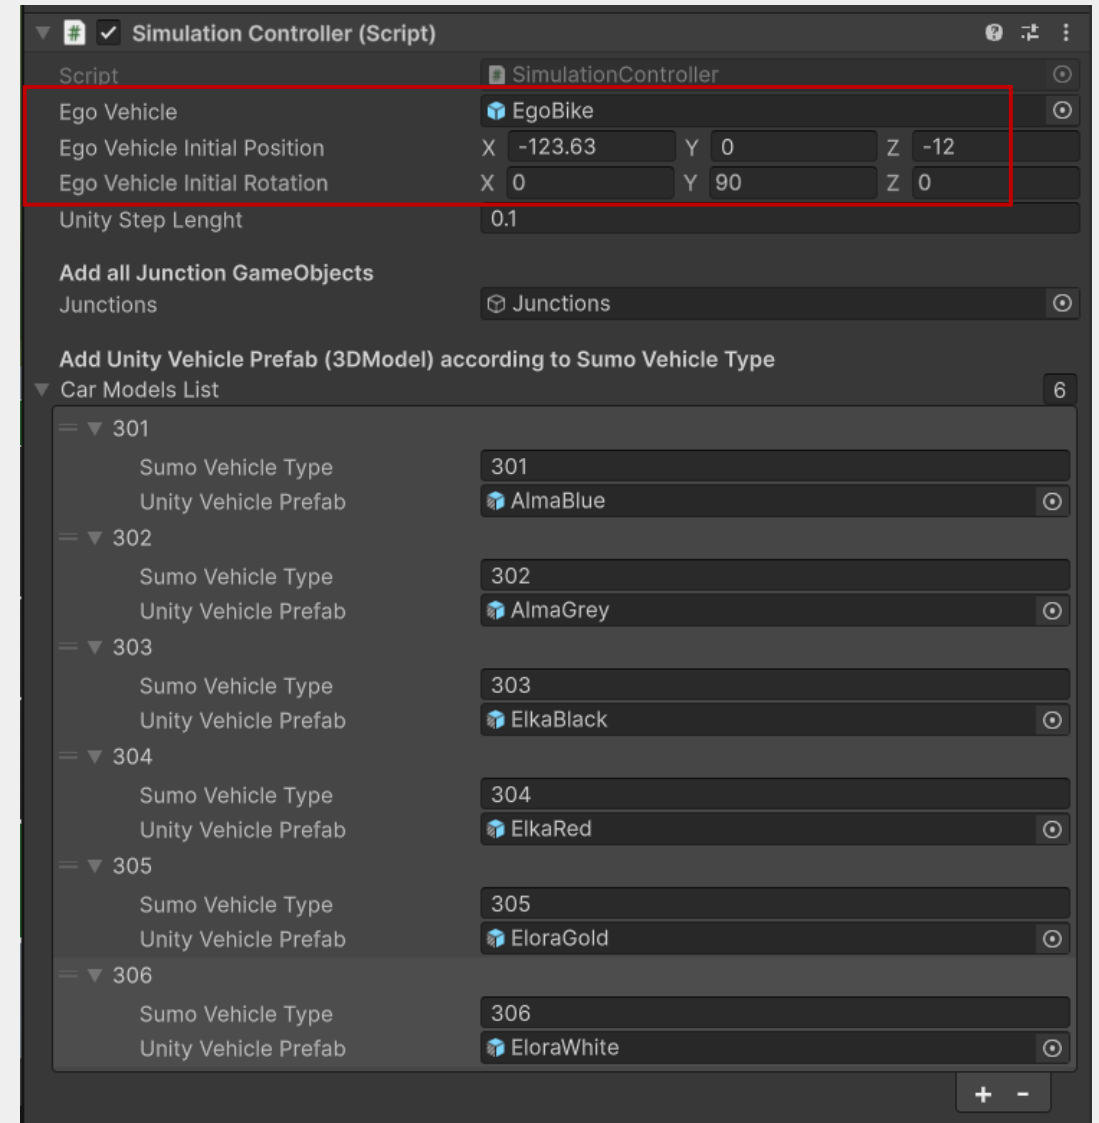 Simulation Controller (Script)
Script SimulationController
Ego Vehicle EgoBike
Ego Vehicle Initial Position X -123.63 Y 0 Z -12
Ego Vehicle Initial Rotation X 0 Y 90 Z 0
Unity Step Lenght 0.1
Add all Junction GameObjects
Junctions Junctions
Add Unity Vehicle Prefab (3DModel) according to Sumo Vehicle Type
Car Models List 6
301
Sumo Vehicle Type 301
Unity Vehicle Prefab AlmaBlue
302
Sumo Vehicle Type 302
Unity Vehicle Prefab AlmaGrey
303
Sumo Vehicle Type 303
Unity Vehicle Prefab ElkaBlack
304
Sumo Vehicle Type 304
Unity Vehicle Prefab ElkaRed
305
Sumo Vehicle Type 305
Unity Vehicle Prefab EloraGold
306
Sumo Vehicle Type 306
Unity Vehicle Prefab EloraWhite
+ -